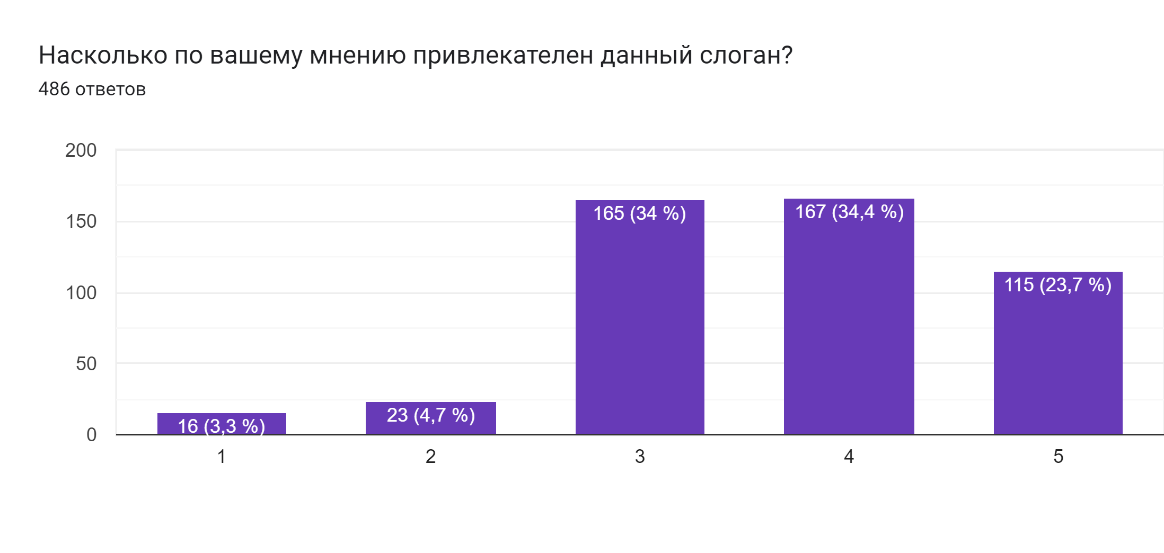 Насколько по вашему мнению привлекателен данный слоган?
486 ответов
200
150
100
50
0
16 (3,3 %)
23 (4,7 %)
165 (34 %)
167 (34,4 %)
115 (23,7 %)
1
2
3
4
5